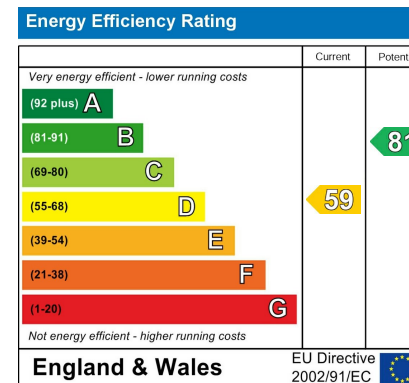 Energy Efficiency Rating
Current
Potent
Very energy efficient - lower running costs
(92 plus) A
(81-91) B
81
(69-80) C
(55-68) D
59
(39-54) E
(21-38) F
(1-20) G
Not energy efficient - higher running costs
England & Wales
EU Directive
2002/91/EC